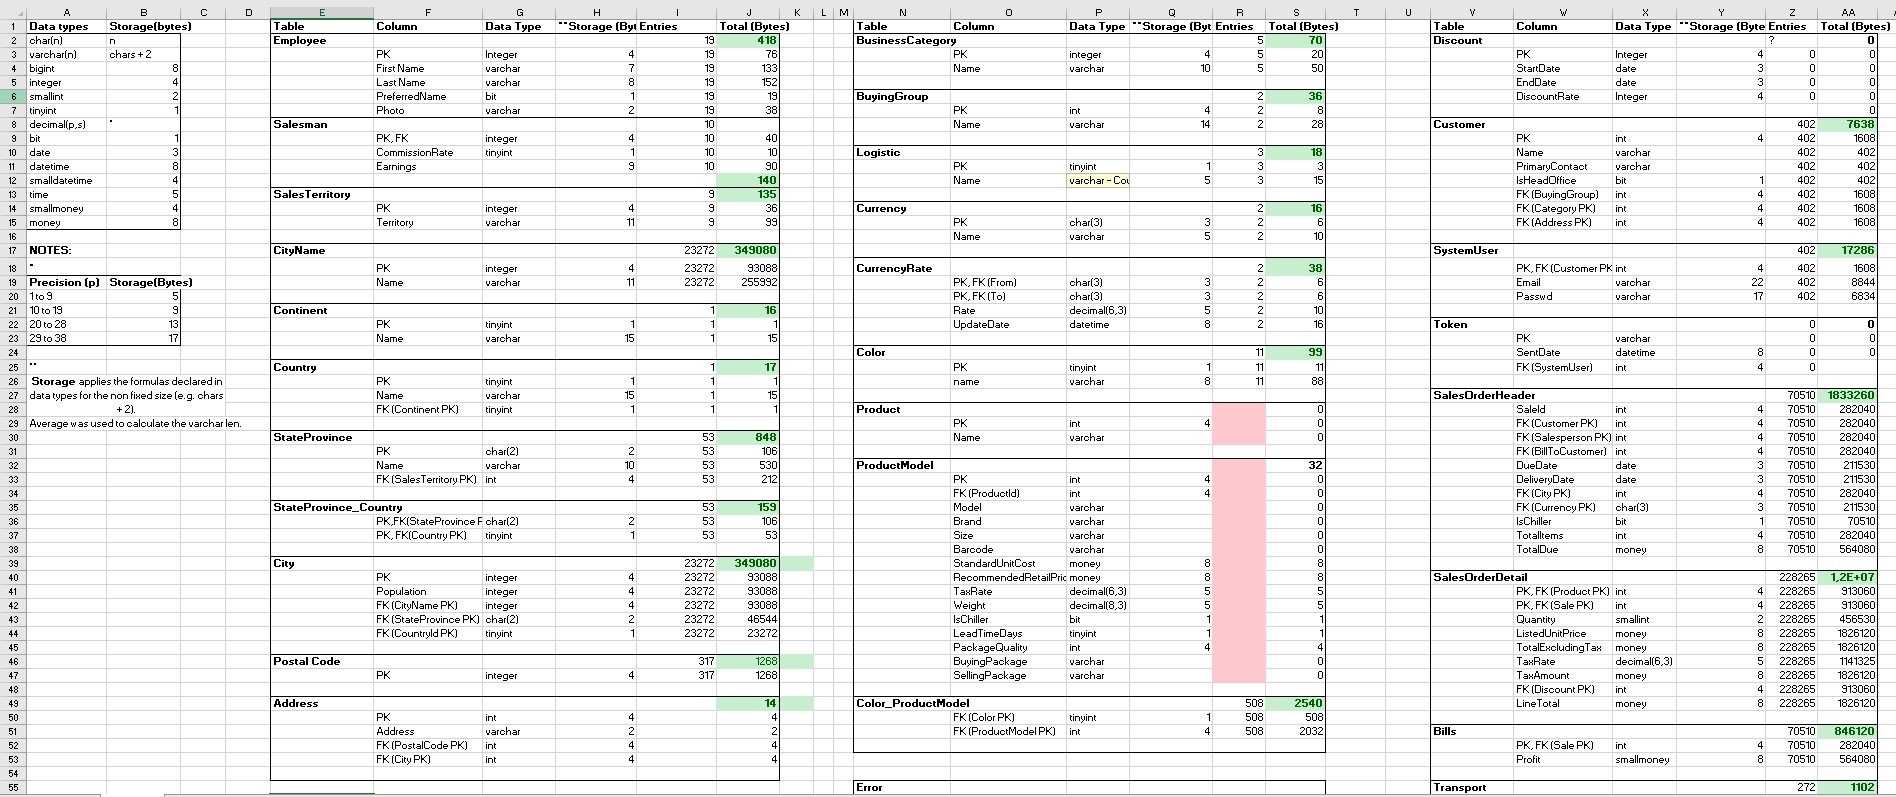 A B C D E F G H I J K L M N O P Q R S T U V W X Y Z AA
1 Data types Storage(bytes) Table Column Data Type **Storage (Byt Entries Total (Bytes) Table Column Data Type **Storage (Byt Entries Total (Bytes) Table Column Data Type **Storage (Byte Entries Total (Bytes)
2 char(n) n Employee 19 418 BusinessCategory 5 70 Discount ? 0
3 varchar(n) chars + 2 PK Integer 4 19 76 PK integer 4 5 20 PK Integer 4 0 0
4 bigint 8 First Name varchar 7 19 133 Name varchar 10 5 50 StartDate date 3 0 0
5 integer 4 Last Name varchar 8 19 152 EndDate date 3 0 0
6 smallint 2 PreferredName bit 1 19 19 BuyingGroup 2 36 DiscountRate Integer 4 0 0
7 tinyint 1 Photo varchar 2 19 38 PK int 4 2 8 0
8 decimal(p,s) * Salesman 10 Name varchar 14 2 28 Customer 402 7638
9 bit 1 PK, FK integer 4 10 40 PK int 4 402 1608
10 date 3 CommissionRate tinyint 1 10 10 Logistic 3 18 Name varchar 402 402
11 datetime 8 Earnings 9 10 90 PK tinyint 1 3 3 PrimaryContact varchar 402 402
12 smalldatetime 4 140 Name varchar - Cou 5 3 15 IsHeadOffice bit 1 402 402
13 time 5 SalesTerritory 9 135 FK (BuyingGroup) int 4 402 1608
14 smallmoney 4 PK integer 4 9 36 Currency 2 16 FK (Category PK) int 4 402 1608
15 money 8 Territory varchar 11 9 99 PK char(3) 3 2 6 FK (Address PK) int 4 402 1608
16 Name varchar 5 2 10
17 NOTES: CityName 23272 349080 SystemUser 402 17286
18 * PK integer 4 23272 93088 CurrencyRate 2 38 PK, FK (Customer PK int 4 402 1608
19 Precision (p) Storage(Bytes) Name varchar 11 23272 255992 PK, FK (From) char(3) 3 2 6 Email varchar 22 402 8844
20 1 to 9 5 PK, FK (To) char(3) 3 2 6 Passwd varchar 17 402 6834
21 10 to 19 9 Continent 1 16 Rate decimal(6,3) 5 2 10
22 20 to 28 13 PK tinyint 1 1 1 UpdateDate datetime 8 2 16 Token 0 0
23 29 to 38 17 Name varchar 15 1 15 PK varchar 0 0
24 Color 11 99 SentDate datetime 8 0 0
25 ** Country 1 17 PK tinyint 1 11 11 FK (SystemUser) int 4 0
26 Storage applies the formulas declared in PK tinyint 1 1 1 name varchar 8 11 88
27 data types for the non fixed size (e.g. chars Name varchar 15 1 15 SalesOrderHeader 70510 1833260
28 + 2). FK (Continent PK) tinyint 1 1 1 Product 0 SaleId int 4 70510 282040
29 Average was used to calculate the varchar len. PK int 4 0 FK (Customer PK) int 4 70510 282040
30 StateProvince 53 848 Name varchar 0 FK (Salesperson PK) int 4 70510 282040
31 PK char(2) 2 53 106 FK (BillToCustomer) int 4 70510 282040
32 Name varchar 10 53 530 ProductModel 32 DueDate date 3 70510 211530
33 FK (SalesTerritory PK) int 4 53 212 PK int 4 0 DeliveryDate date 3 70510 211530
34 FK (ProductId) int 4 0 FK (City PK) int 4 70510 282040
35 StateProvince_Country 53 159 Model varchar 0 FK (Currency PK) char(3) 3 70510 211530
36 PK,FK(StateProvince F char(2) 2 53 106 Brand varchar 0 IsChiller bit 1 70510 70510
37 PK, FK(Country PK) tinyint 1 53 53 Size varchar 0 TotalItems int 4 70510 282040
38 Barcode varchar 0 TotalDue money 8 70510 564080
39 City 23272 349080 StandardUnitCost money 8 8
40 PK integer 4 23272 93088 RecommendedRetailPric money 8 8 SalesOrderDetail 228265 1,2E+07
41 Population integer 4 23272 93088 TaxRate decimal(6,3) 5 5 PK, FK (Product PK) int 4 228265 913060
42 FK (CityName PK) integer 4 23272 93088 Weight decimal(8,3) 5 5 PK, FK (Sale PK) int 4 228265 913060
43 FK (StateProvince PK) char(2) 2 23272 46544 IsChiller bit 1 1 Quantity smallint 2 228265 456530
44 FK (CountryId PK) tinyint 1 23272 23272 LeadTimeDays tinyint 1 1 ListedUnitPrice money 8 228265 1826120
45 PackageQuality int 4 4 TotalExcludingTax money 8 228265 1826120
46 Postal Code 317 1268 BuyingPackage varchar 0 TaxRate decimal(6,3) 5 228265 1141325
47 PK integer 4 317 1268 SellingPackage varchar 0 TaxAmount money 8 228265 1826120
48 FK (Discount PK) int 4 228265 913060
49 Address 14 Color_ProductModel 508 2540 LineTotal money 8 228265 1826120
50 PK int 4 4 FK (Color PK) tinyint 1 508 508
51 Address varchar 2 2 FK (ProductModel PK) int 4 508 2032 Bills 70510 846120
52 FK (PostalCode PK) int 4 4 PK, FK (Sale PK) int 4 70510 282040
53 FK (City PK) int 4 4 Profit smallmoney 8 70510 564080
54
55 Error Transport 272 1102